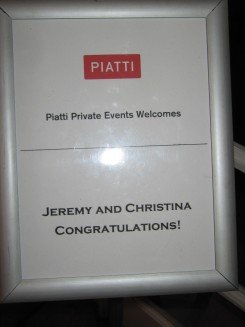 PIATTI
Piatti Private Events Welcomes
JEREMY AND CHRISTINA
CONGRATULATIONS!